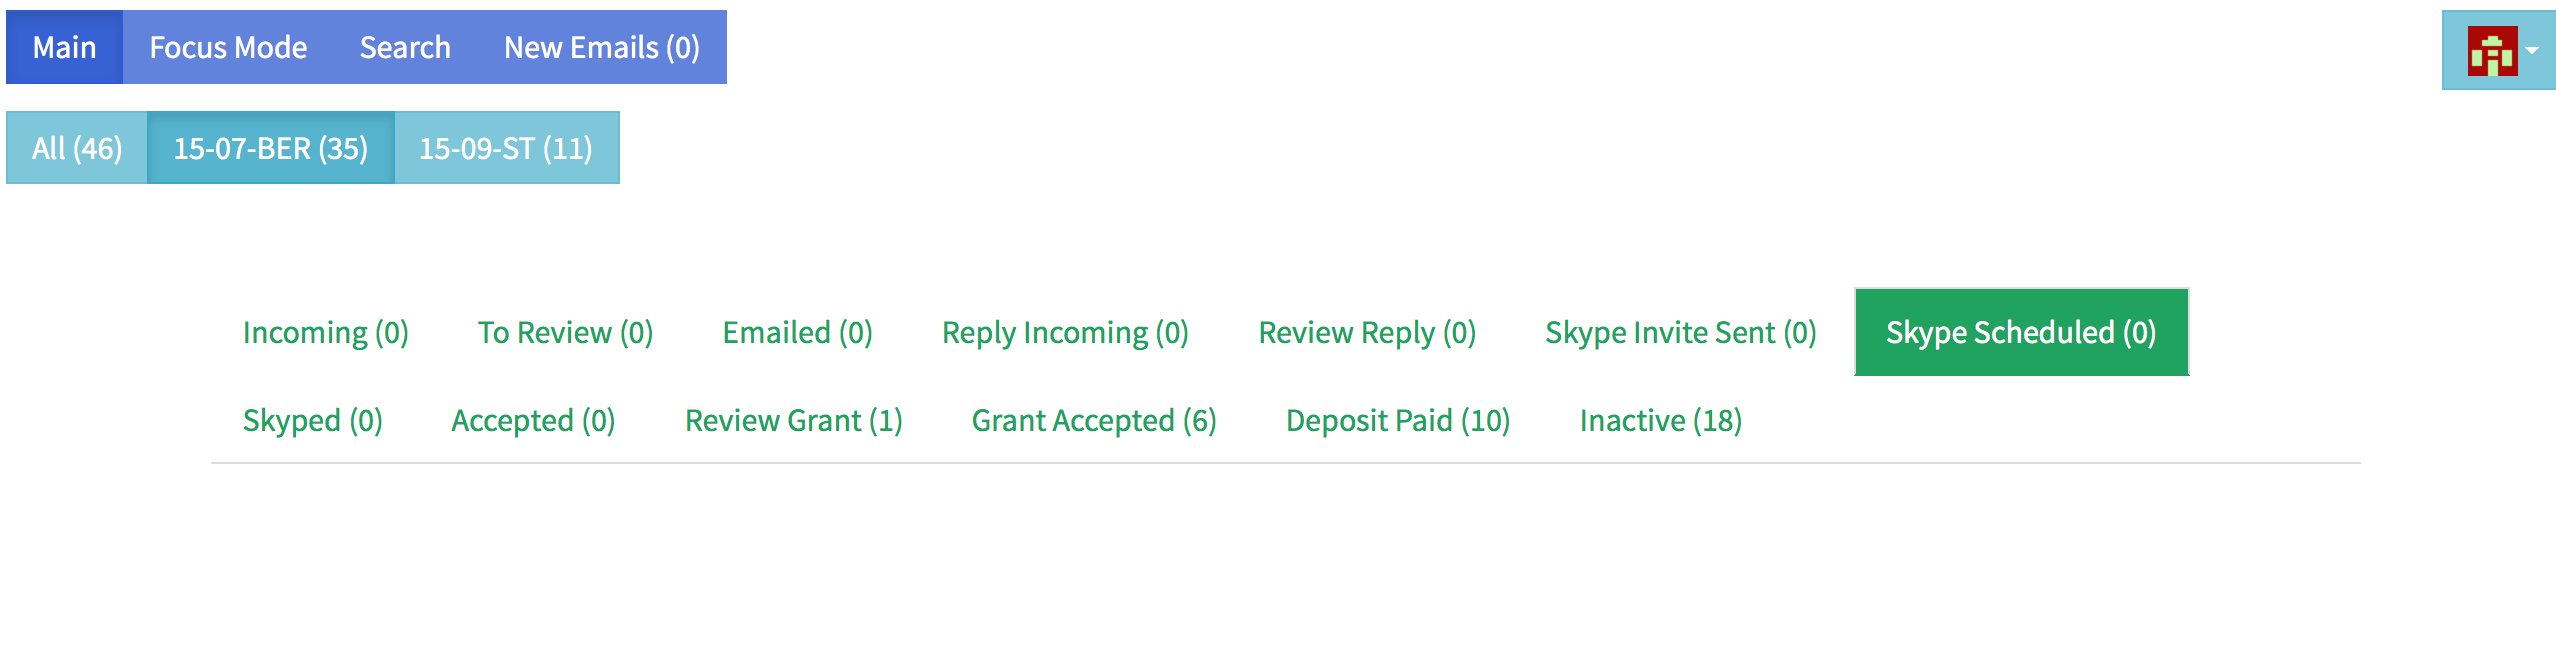 Main Focus Mode Search New Emails (0)
All (46) 15-07-BER (35) 15-09-ST (11)
Incoming (0) To Review (0) Emailed (0) Reply Incoming (0) Review Reply (0) Skype Invite Sent (0) Skype Scheduled (0)
Skyped (0) Accepted (0) Review Grant (1) Grant Accepted (6) Deposit Paid (10) Inactive (18)